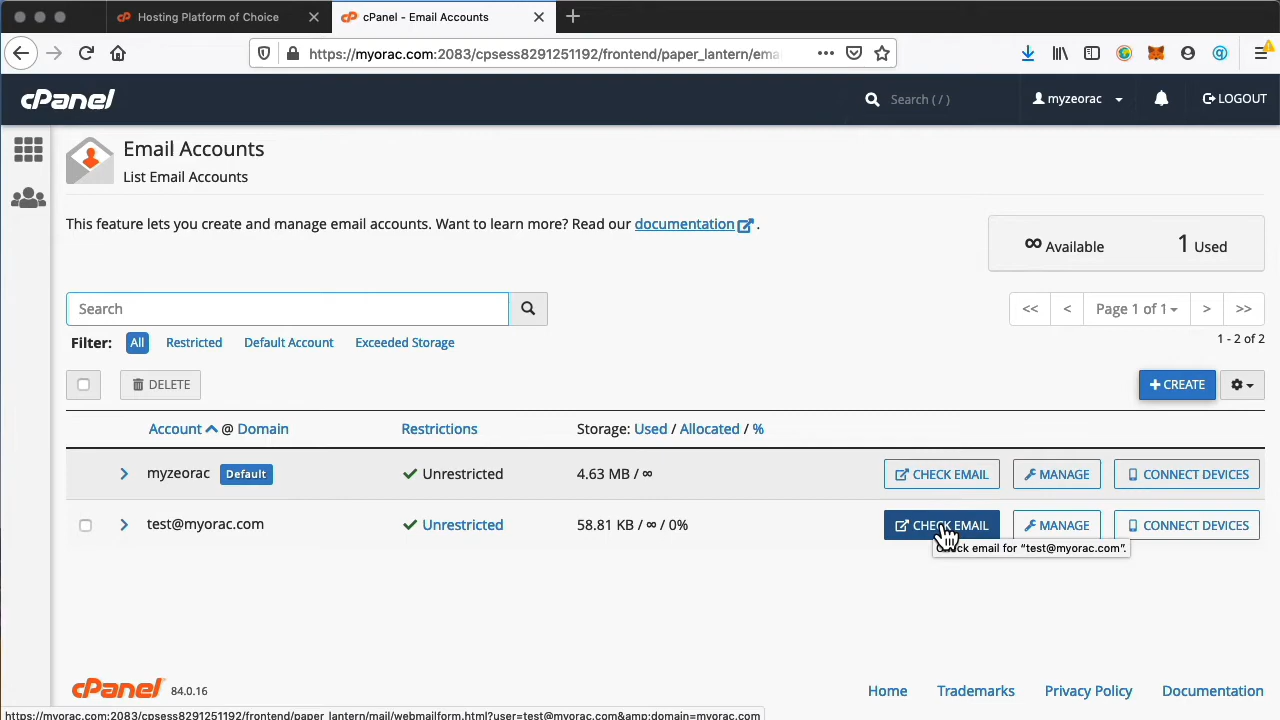 Hosting Platform of Choice
cPanel - Email Accounts
https://myorac.com:2083/cpsess8291251192/frontend/paper_lantern/ema
cPanel
Search ( / )
myzeorac
LOGOUT
Email Accounts
List Email Accounts
This feature lets you create and manage email accounts. Want to learn more? Read our documentation .
∞ Available 1 Used
Search
<< < Page 1 of 1 > >>
Filter: All Restricted Default Account Exceeded Storage
1 - 2 of 2
DELETE
+ CREATE
Account @ Domain Restrictions Storage: Used / Allocated / %
myzeorac Default Unrestricted 4.63 MB / ∞ CHECK EMAIL MANAGE CONNECT DEVICES
test@myorac.com Unrestricted 58.81 KB / ∞ / 0% CHECK EMAIL MANAGE CONNECT DEVICES
Check email for “test@myorac.com”.
cPanel 84.0.16
Home Trademarks Privacy Policy Documentation
https://myorac.com:2083/cpsess8291251192/frontend/paper_lantern/mail/webmailform.html?user=test@myorac.com&amp;domain=myorac.com